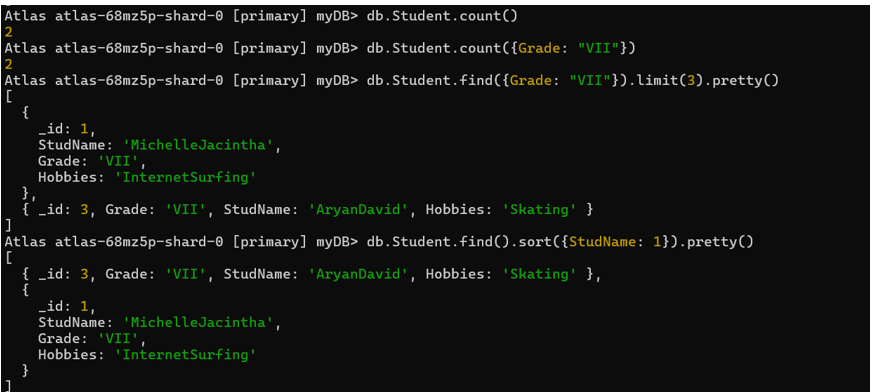 Atlas atlas-68mz5p-shard-0 [primary] myDB> db.Student.count()
2
Atlas atlas-68mz5p-shard-0 [primary] myDB> db.Student.count({Grade: "VII"})
2
Atlas atlas-68mz5p-shard-0 [primary] myDB> db.Student.find({Grade: "VII"}).limit(3).pretty()
[
  {
    _id: 1,
    StudName: 'MichelleJacintha',
    Grade: 'VII',
    Hobbies: 'InternetSurfing'
  },
  { _id: 3, Grade: 'VII', StudName: 'AryanDavid', Hobbies: 'Skating' }
]
Atlas atlas-68mz5p-shard-0 [primary] myDB> db.Student.find().sort({StudName: 1}).pretty()
[
  { _id: 3, Grade: 'VII', StudName: 'AryanDavid', Hobbies: 'Skating' },
  {
    _id: 1,
    StudName: 'MichelleJacintha',
    Grade: 'VII',
    Hobbies: 'InternetSurfing'
  }
]